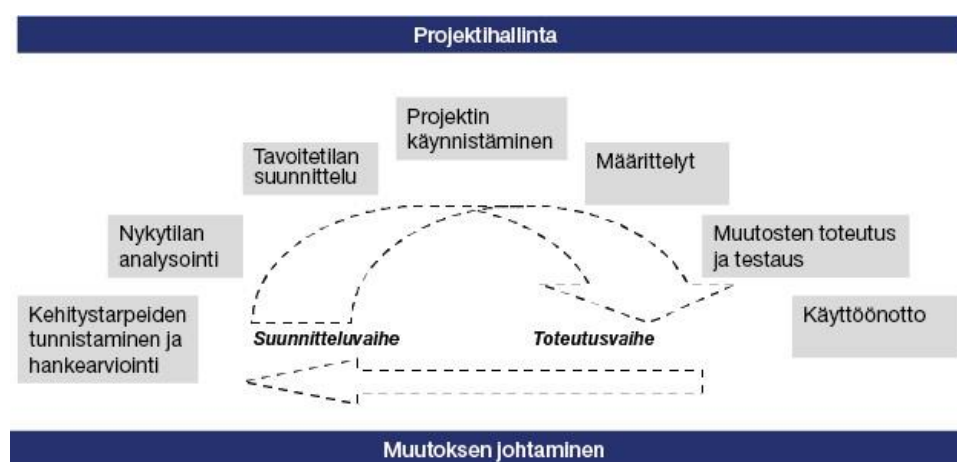 Projektihallinta
Projektin
käynnistäminen
Tavoitetilan
suunnittelu
Määrittelyt
Nykytilan
analysointi
Muutosten toteutus
ja testaus
Kehitystarpeiden
tunnistaminen ja
hankearviointi
Suunnitteluvaihe
Toteutusvaihe
Käyttöönotto
Muutoksen johtaminen